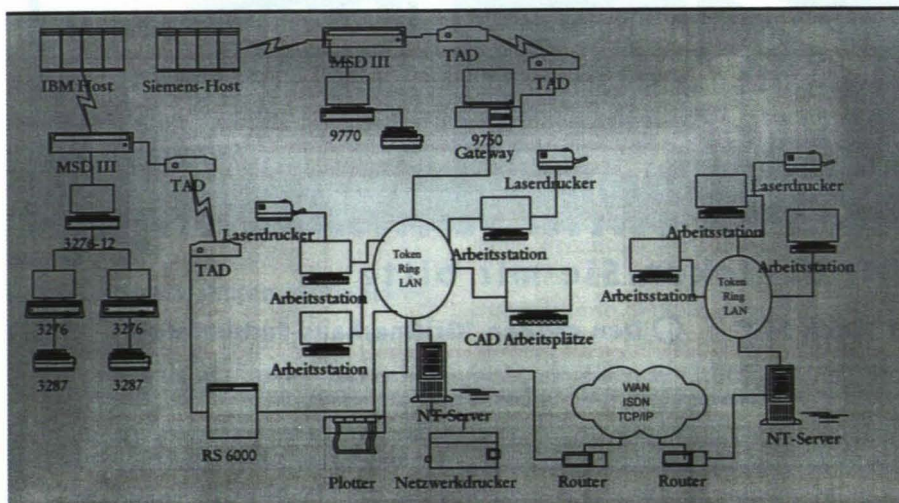 IBM Host
Siemens-Host
MSD III
TAD
TAD
9770
9750
Gateway
MSD III
TAD
3276-12
TAD
3276
3276
3287
3287
RS 6000
Laserdrucker
Arbeitsstation
Arbeitsstation
Token
Ring
LAN
Laserdrucker
Arbeitsstation
CAD Arbeitsplätze
NT-Server
Plotter
Netzwerkdrucker
Laserdrucker
Arbeitsstation
Arbeitsstation
Arbeitsstation
Token
Ring
LAN
WAN
ISDN
TCP/IP
Router
Router
NT-Server